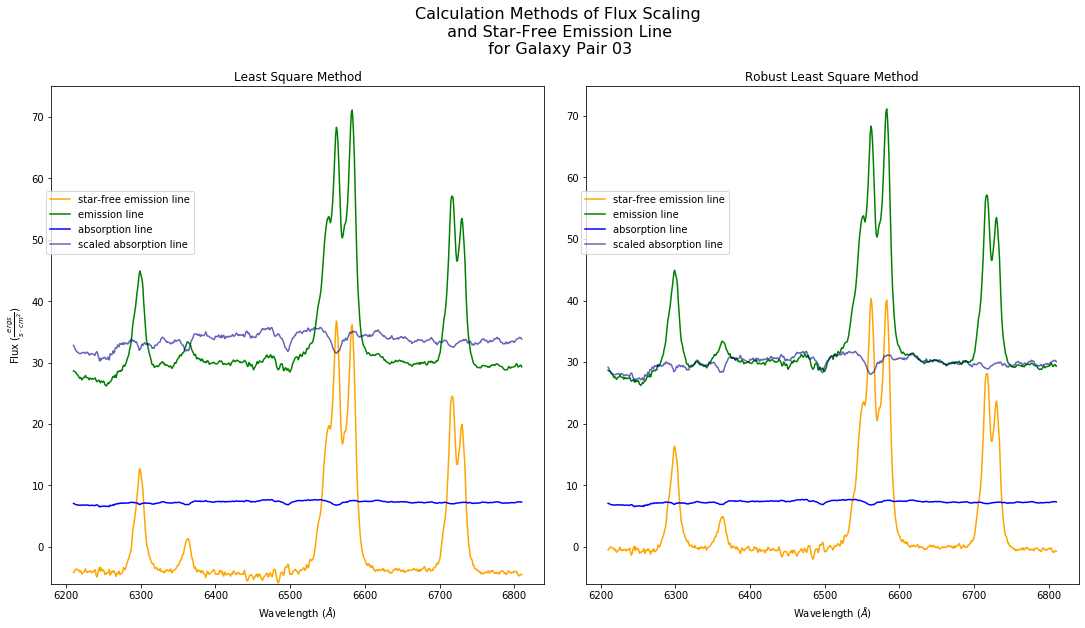 Calculation Methods of Flux Scaling
and Star-Free Emission Line
for Galaxy Pair 03
Least Square Method
Flux (ergs / s · cm²)
70
60
50
40
30
20
10
0
star-free emission line
emission line
absorption line
scaled absorption line
6200 6300 6400 6500 6600 6700 6800
Wavelength (Å)
Robust Least Square Method
70
60
50
40
30
20
10
0
star-free emission line
emission line
absorption line
scaled absorption line
6200 6300 6400 6500 6600 6700 6800
Wavelength (Å)